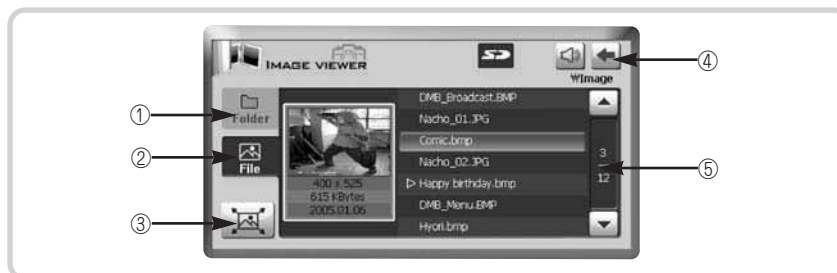 IMAGE VIEWER
SD
④
₩Image
①
Folder
②
File
③
400 x 525
615 KBytes
2005.01.06
DMB_Broadcast.BMP
Nacho_01.JPG
Comic.bmp
Nacho_02.JPG
Happy birthday.bmp
DMB_Menu.BMP
Hyori.bmp
3
12
⑤